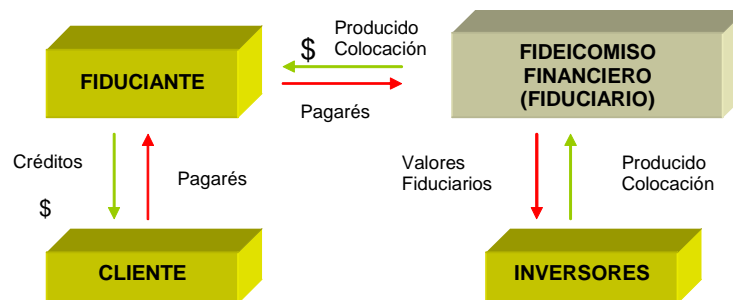 Producido
$ Colocación
FIDUCIANTE
FIDEICOMISO
FINANCIERO
(FIDUCIARIO)
Pagarés
Créditos
$
Pagarés
Valores
Fiduciarios
Producido
Colocación
CLIENTE
INVERSORES